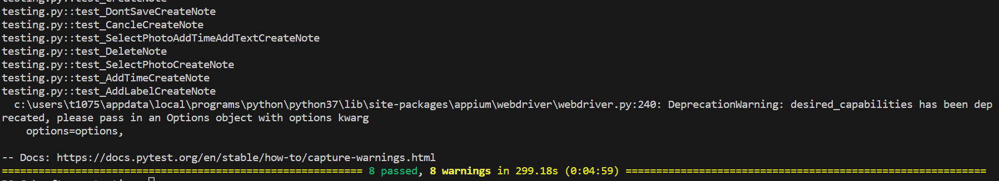 testing.py::test_CreateNote
testing.py::test_DontSaveCreateNote
testing.py::test_CancleCreateNote
testing.py::test_SelectPhotoAddTimeAddTextCreateNote
testing.py::test_DeleteNote
testing.py::test_SelectPhotoCreateNote
testing.py::test_AddTimeCreateNote
testing.py::test_AddLabelCreateNote
c:\users\t1075\appdata\local\programs\python\python37\lib\site-packages\appium\webdriver\webdriver.py:240: DeprecationWarning: desired_capabilities has been dep
recated, please pass in an Options object with options kwarg
options=options,
-- Docs: https://docs.pytest.org/en/stable/how-to/capture-warnings.html
=========================================================== 8 passed, 8 warnings in 299.18s (0:04:59) ===========================================================